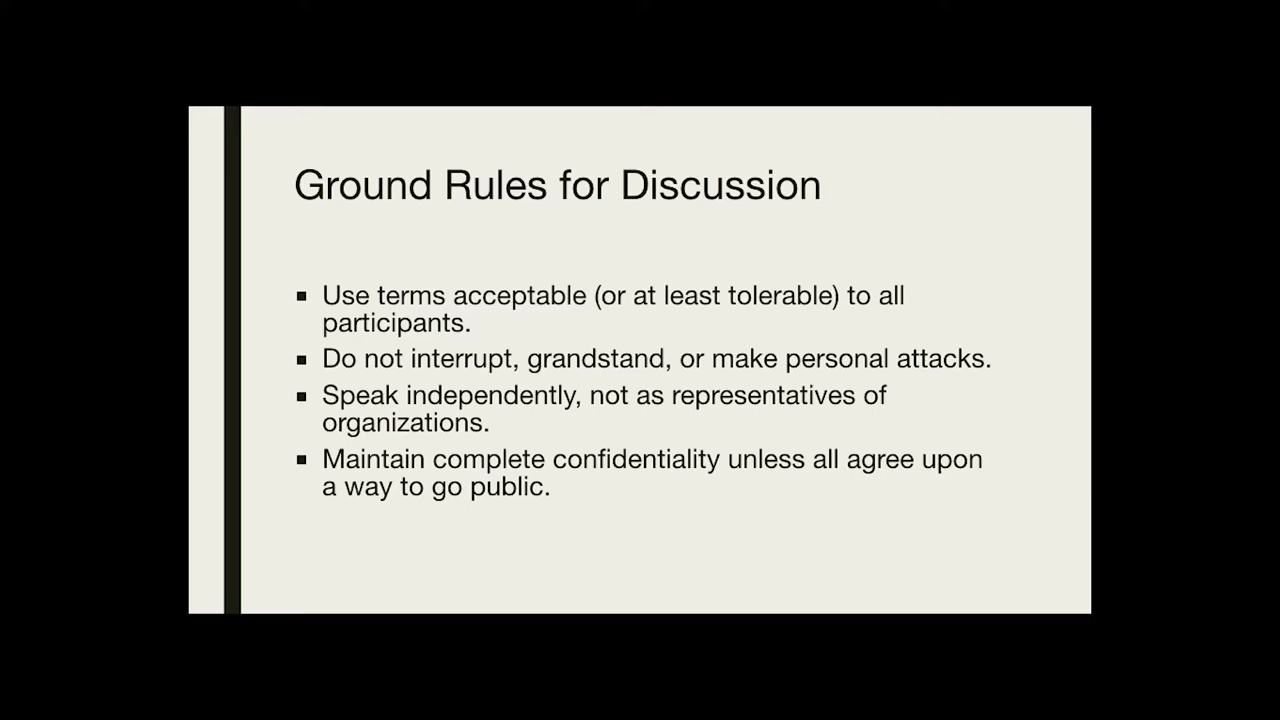 Ground Rules for Discussion
▪ Use terms acceptable (or at least tolerable) to all
participants.
▪ Do not interrupt, grandstand, or make personal attacks.
▪ Speak independently, not as representatives of
organizations.
▪ Maintain complete confidentiality unless all agree upon
a way to go public.